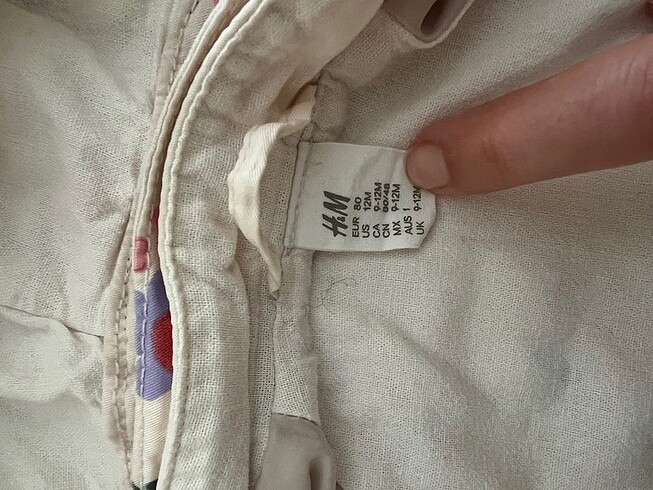 H&M
EUR 80
US 12M
CA 9-12M
CN 80/48
MX 9-12M
AUS 1
UK 9-12M